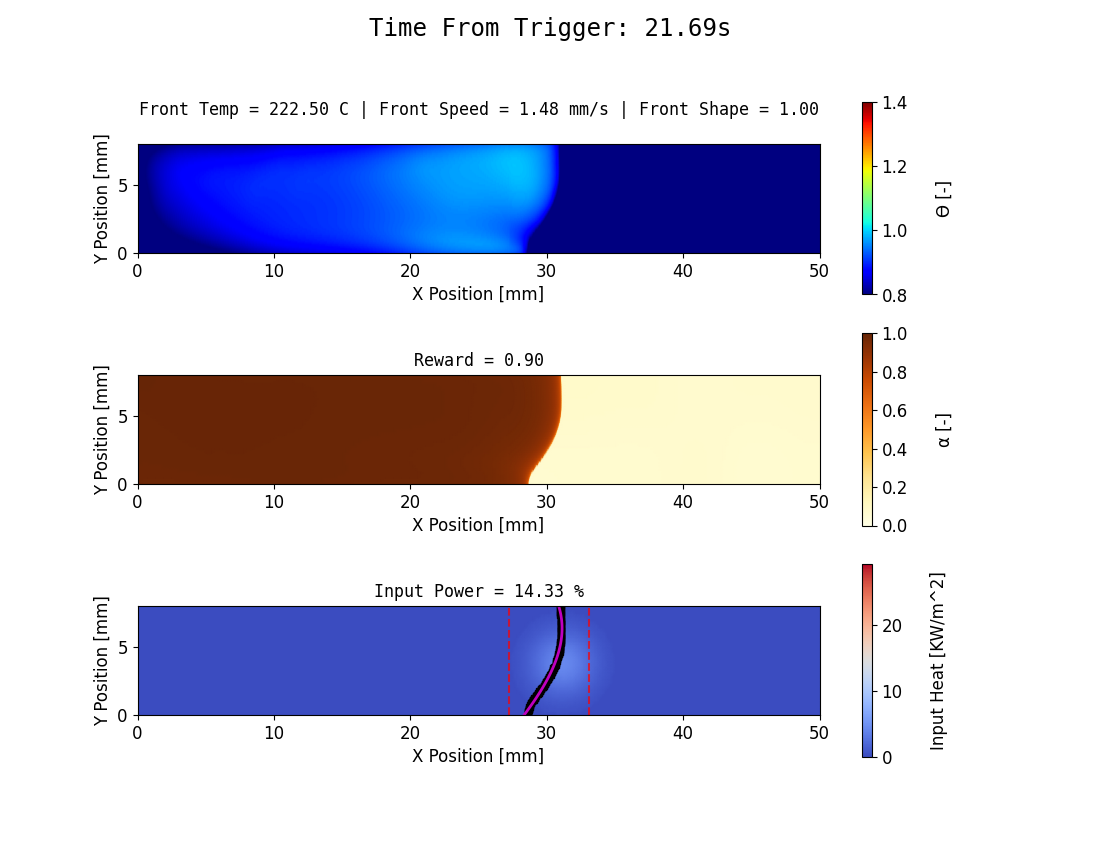 Time From Trigger: 21.69s
Front Temp = 222.50 C | Front Speed = 1.48 mm/s | Front Shape = 1.00
Y Position [mm]
5
0
0 10 20 30 40 50
X Position [mm]
1.4
1.2
1.0
0.8
Θ [-]
Reward = 0.90
Y Position [mm]
5
0
0 10 20 30 40 50
X Position [mm]
1.0
0.8
0.6
0.4
0.2
0.0
α [-]
Input Power = 14.33 %
Y Position [mm]
5
0
0 10 20 30 40 50
X Position [mm]
20
10
0
Input Heat [KW/m^2]